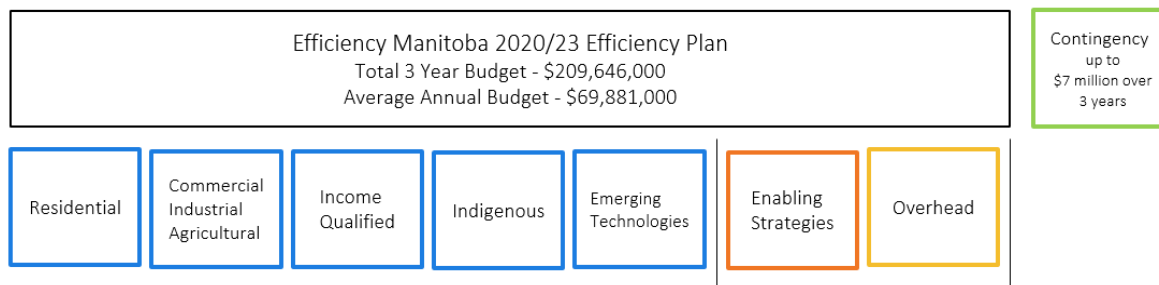 Efficiency Manitoba 2020/23 Efficiency Plan
Total 3 Year Budget - $209,646,000
Average Annual Budget - $69,881,000
Contingency
up to
$7 million over
3 years
Residential
Commercial
Industrial
Agricultural
Income
Qualified
Indigenous
Emerging
Technologies
Enabling
Strategies
Overhead